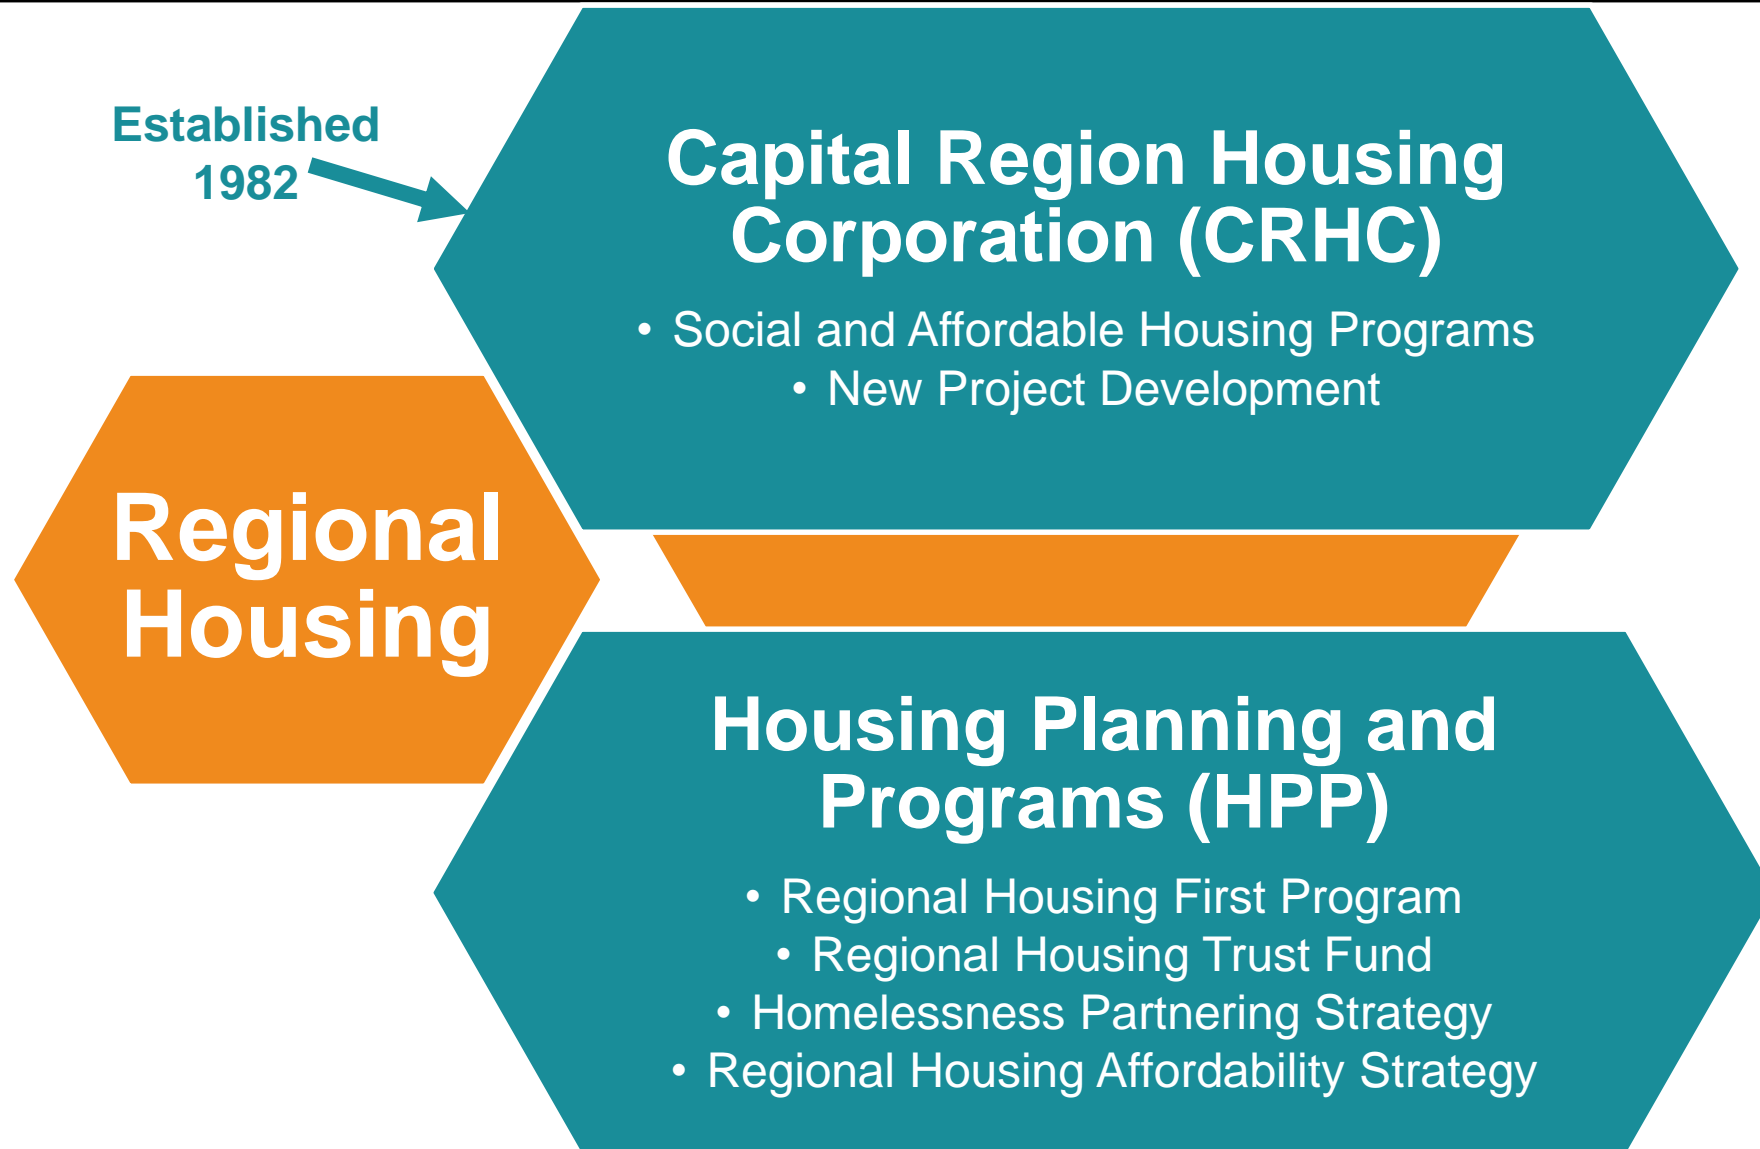 Established
1982
Capital Region Housing
Corporation (CRHC)
• Social and Affordable Housing Programs
• New Project Development
Regional
Housing
Housing Planning and
Programs (HPP)
• Regional Housing First Program
• Regional Housing Trust Fund
• Homelessness Partnering Strategy
• Regional Housing Affordability Strategy